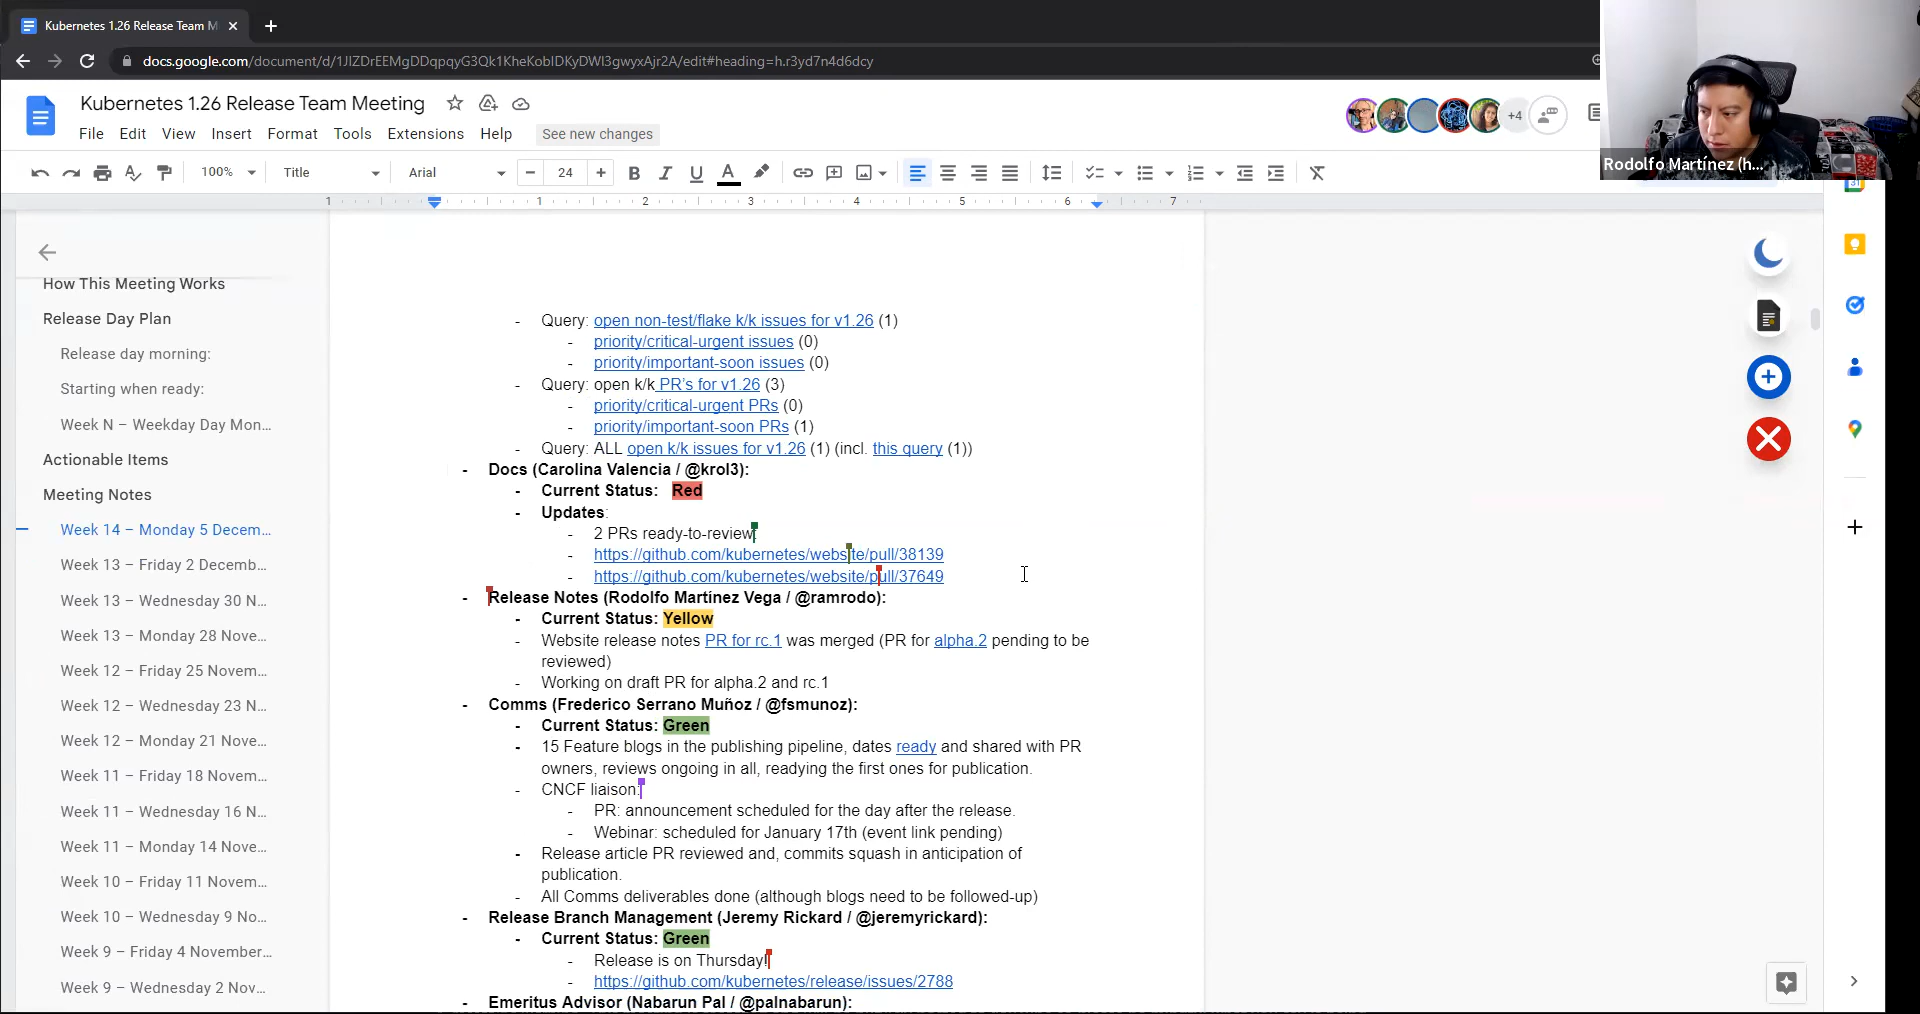 Kubernetes 1.26 Release Team M
docs.google.com/document/d/1JIZDrEEMgDDqpqyG3Qk1KheKobIDKyDWI3gwyxAjr2A/edit#heading=h.r3yd7n4d6dcy
Kubernetes 1.26 Release Team Meeting
File Edit View Insert Format Tools Extensions Help See new changes
+4
Rodolfo Martínez (h...
100% Title Arial 24 B I U A
1 1 2 3 4 5 6 7
31
How This Meeting Works
Release Day Plan
Release day morning:
Starting when ready:
Week N – Weekday Day Mon...
Actionable Items
Meeting Notes
Week 14 – Monday 5 Decem...
Week 13 – Friday 2 Decemb...
Week 13 – Wednesday 30 N...
Week 13 – Monday 28 Nove...
Week 12 – Friday 25 Novem...
Week 12 – Wednesday 23 N...
Week 12 – Monday 21 Nove...
Week 11 – Friday 18 Novem...
Week 11 – Wednesday 16 N...
Week 11 – Monday 14 Nove...
Week 10 – Friday 11 Novem...
Week 10 – Wednesday 9 No...
Week 9 – Friday 4 November...
Week 9 – Wednesday 2 Nov...
- Query: open non-test/flake k/k issues for v1.26 (1)
- priority/critical-urgent issues (0)
- priority/important-soon issues (0)
- Query: open k/k PR's for v1.26 (3)
- priority/critical-urgent PRs (0)
- priority/important-soon PRs (1)
- Query: ALL open k/k issues for v1.26 (1) (incl. this query (1))
- Docs (Carolina Valencia / @krol3):
- Current Status: Red
- Updates:
- 2 PRs ready-to-review
- https://github.com/kubernetes/website/pull/38139
- https://github.com/kubernetes/website/pull/37649
- Release Notes (Rodolfo Martínez Vega / @ramrodo):
- Current Status: Yellow
- Website release notes PR for rc.1 was merged (PR for alpha.2 pending to be
reviewed)
- Working on draft PR for alpha.2 and rc.1
- Comms (Frederico Serrano Muñoz / @fsmunoz):
- Current Status: Green
- 15 Feature blogs in the publishing pipeline, dates ready and shared with PR
owners, reviews ongoing in all, readying the first ones for publication.
- CNCF liaison:
- PR: announcement scheduled for the day after the release.
- Webinar: scheduled for January 17th (event link pending)
- Release article PR reviewed and, commits squash in anticipation of
publication.
- All Comms deliverables done (although blogs need to be followed-up)
- Release Branch Management (Jeremy Rickard / @jeremyrickard):
- Current Status: Green
- Release is on Thursday!
- https://github.com/kubernetes/release/issues/2788
- Emeritus Advisor (Nabarun Pal / @palnabarun):